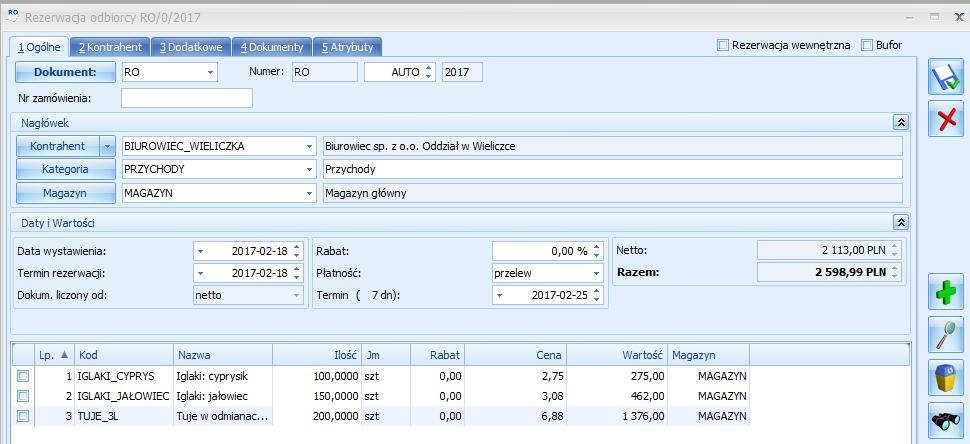 RO Rezerwacja odbiorcy RO/0/2017
1 Ogólne 2 Kontrahent 3 Dodatkowe 4 Dokumenty 5 Atrybuty Rezerwacja wewnętrzna Bufor
Dokument: RO Numer: RO AUTO 2017
Nr zamówienia:
Nagłówek
Kontrahent BIUROWIEC_WIELICZKA Biurowiec sp. z o.o. Oddział w Wieliczce
Kategoria PRZYCHODY Przychody
Magazyn MAGAZYN Magazyn główny
Daty i Wartości
Data wystawienia: 2017-02-18 Rabat: 0,00 % Netto: 2 113,00 PLN
Termin rezerwacji: 2017-02-18 Płatność: przelew Razem: 2 598,99 PLN
Dokum. liczony od: netto Termin ( 7 dn): 2017-02-25
Lp. Kod Nazwa Ilość Jm Rabat Cena Wartość Magazyn
1 IGLAKI_CYPRYS Iglaki: cyprysik 100,0000 szt 0,00 2,75 275,00 MAGAZYN
2 IGLAKI_JAŁOWIEC Iglaki: jałowiec 150,0000 szt 0,00 3,08 462,00 MAGAZYN
3 TUJE_3L Tuje w odmianac... 200,0000 szt 0,00 6,88 1 376,00 MAGAZYN